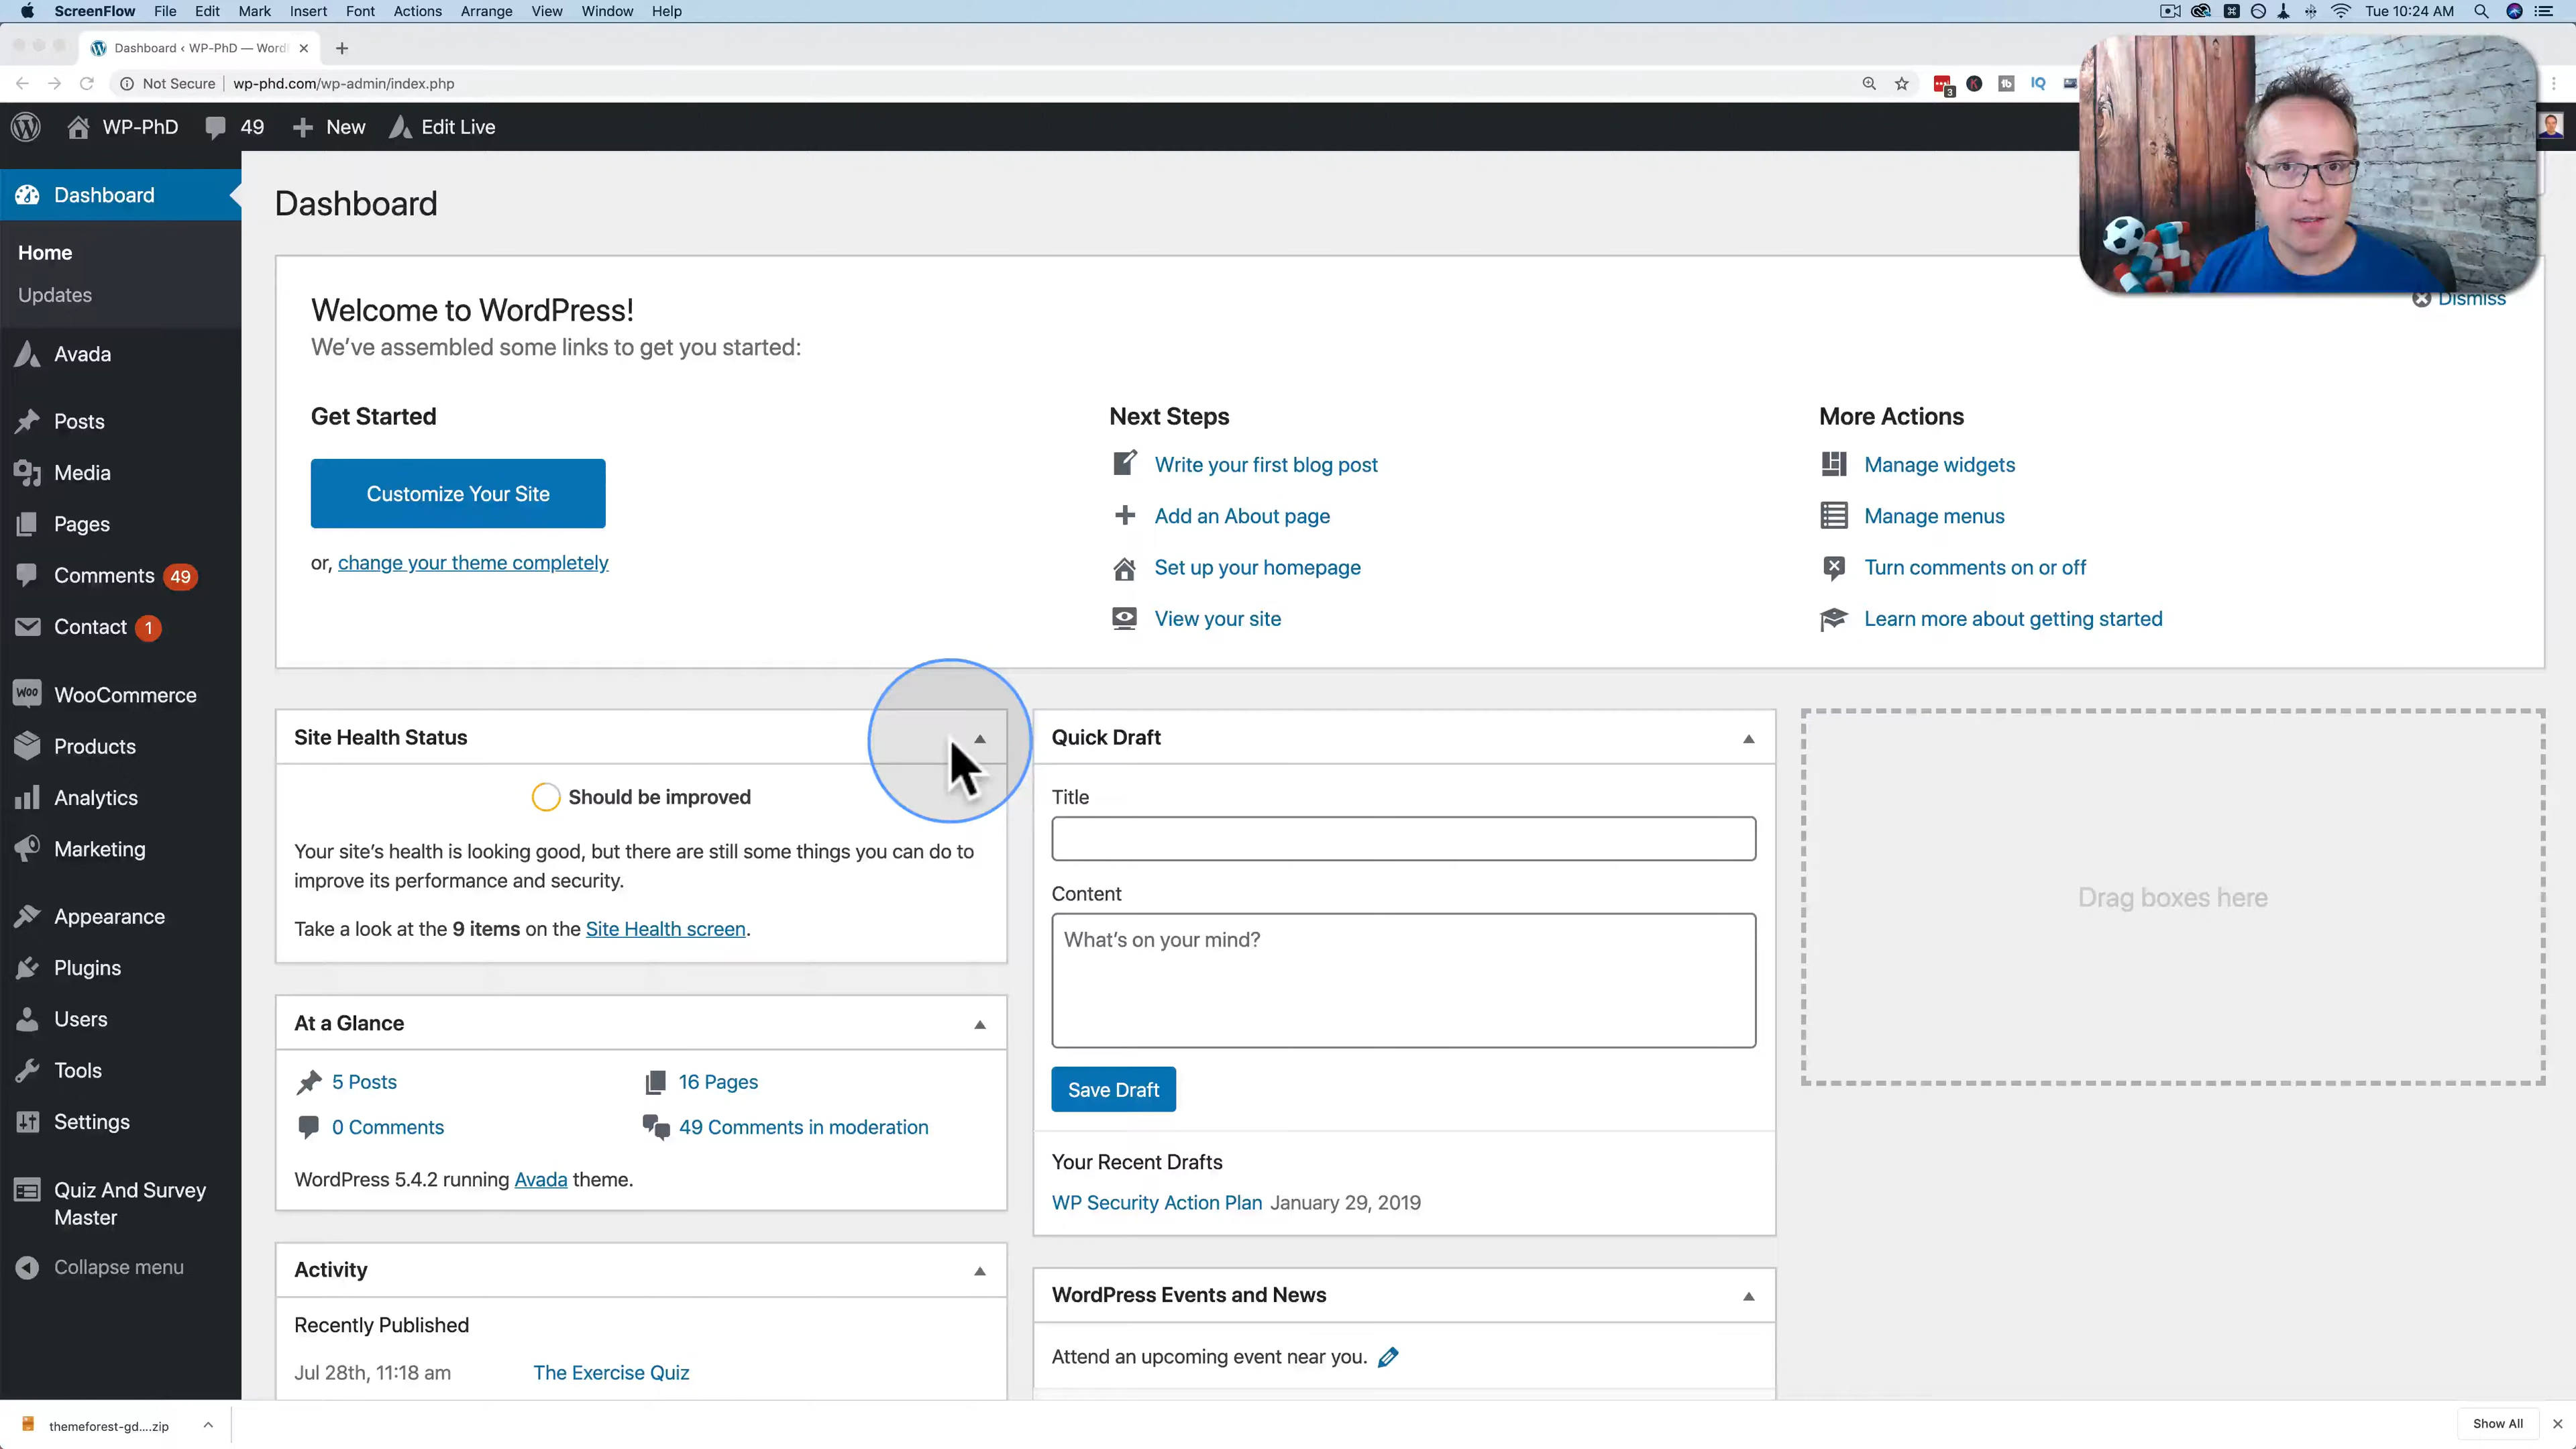 ScreenFlow File Edit Mark Insert Font Actions Arrange View Window Help
Tue 10:24 AM
Dashboard ‹ WP-PhD — Word
Not Secure wp-phd.com/wp-admin/index.php
3
tb
IQ
WP-PhD 49 New Edit Live
Dashboard
Home
Updates
Avada
Posts
Media
Pages
Comments 49
Contact 1
Woo WooCommerce
Products
Analytics
Marketing
Appearance
Plugins
Users
Tools
Settings
Quiz And Survey
Master
Collapse menu
Dashboard
Dismiss
Welcome to WordPress!
We've assembled some links to get you started:
Get Started
Customize Your Site
or, change your theme completely
Next Steps
Write your first blog post
Add an About page
Set up your homepage
View your site
More Actions
Manage widgets
Manage menus
Turn comments on or off
Learn more about getting started
Site Health Status
Should be improved
Your site's health is looking good, but there are still some things you can do to
improve its performance and security.
Take a look at the 9 items on the Site Health screen.
At a Glance
5 Posts 16 Pages
0 Comments 49 Comments in moderation
WordPress 5.4.2 running Avada theme.
Activity
Recently Published
Jul 28th, 11:18 am The Exercise Quiz
Quick Draft
Title
Content
What's on your mind?
Save Draft
Your Recent Drafts
WP Security Action Plan January 29, 2019
WordPress Events and News
Attend an upcoming event near you.
Drag boxes here
themeforest-gd....zip
Show All